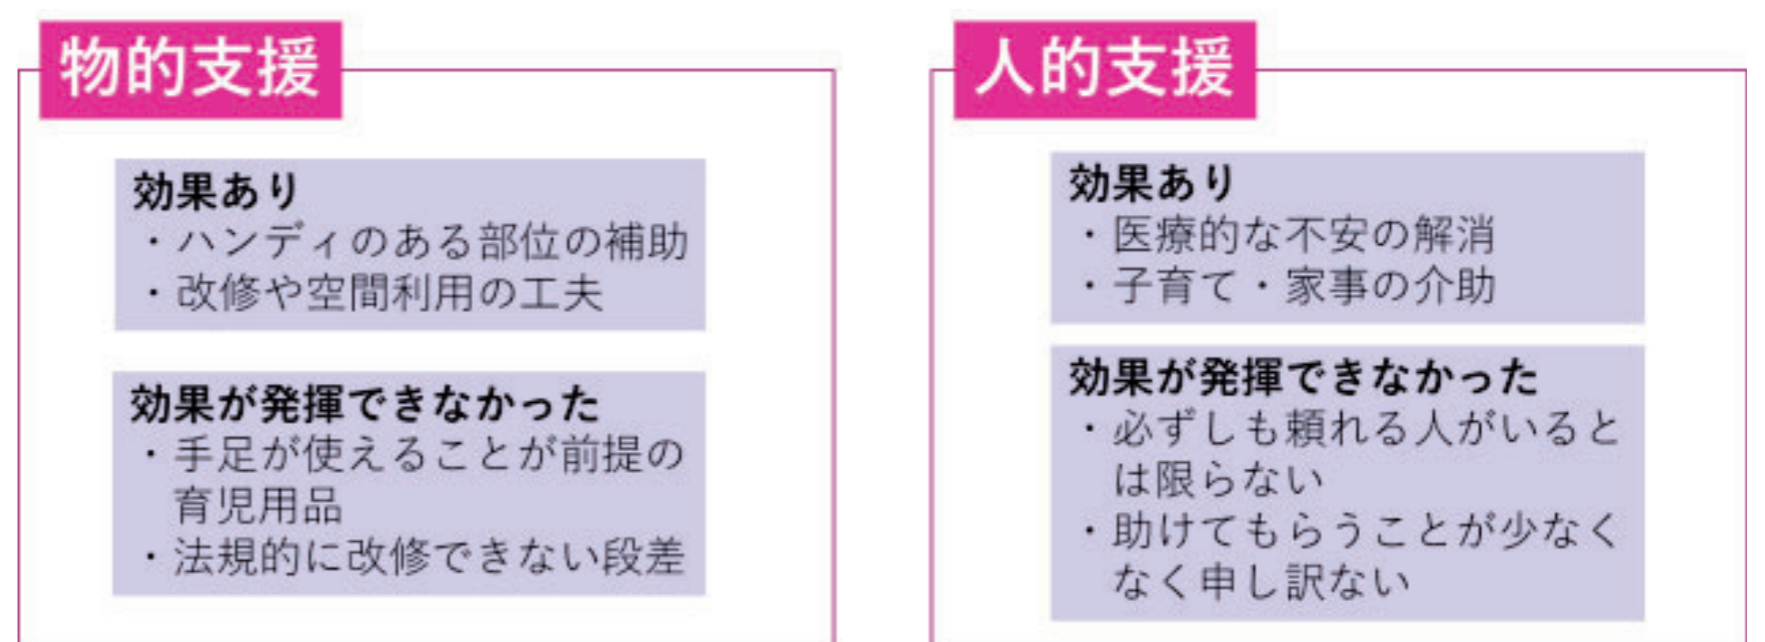 物的支援
効果あり
・ハンディのある部位の補助
・改修や空間利用の工夫
効果が発揮できなかった
・手足が使えることが前提の
育児用品
・法規的に改修できない段差
人的支援
効果あり
・医療的な不安の解消
・子育て・家事の介助
効果が発揮できなかった
・必ずしも頼れる人がいると
は限らない
・助けてもらうことが少なく
なく申し訳ない